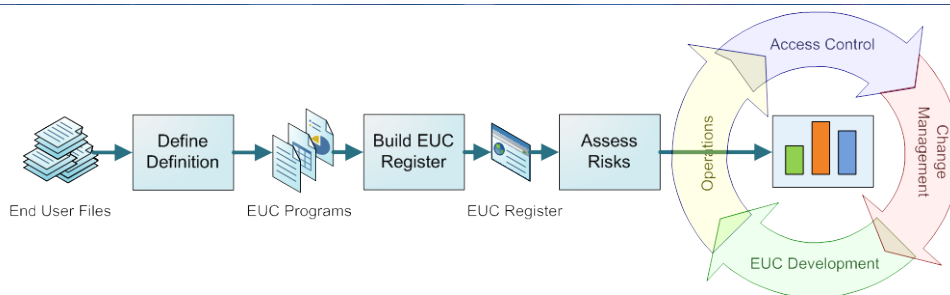 Access Control
Define
Definition
Build EUC
Register
Assess
Risks
Operations
Change
Management
End User Files
EUC Programs
EUC Register
EUC Development